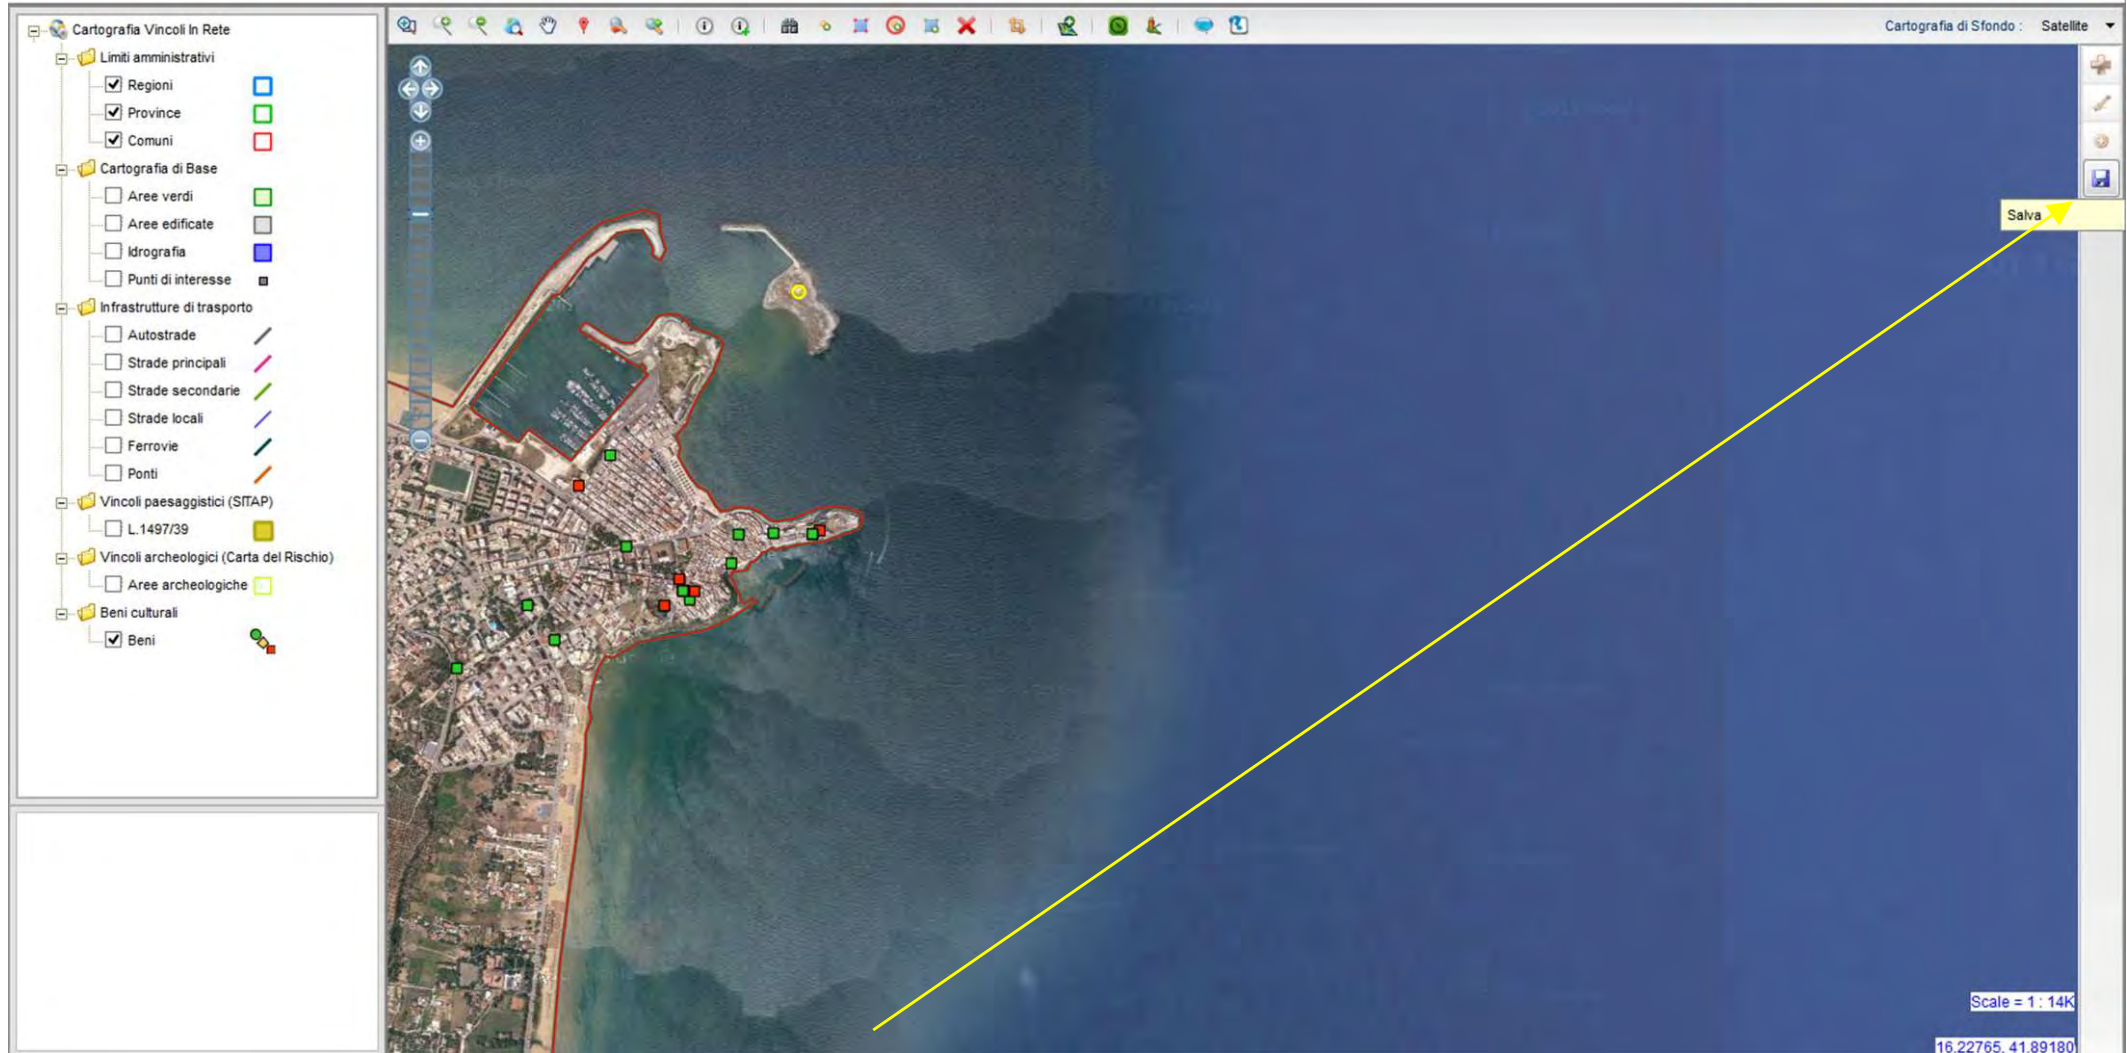 Cartografia Vincoli In Rete
Limiti amministrativi
Regioni
Province
Comuni
Cartografia di Base
Aree verdi
Aree edificate
Idrografia
Punti di interesse
Infrastrutture di trasporto
Autostrade
Strade principali
Strade secondarie
Strade locali
Ferrovie
Ponti
Vincoli paesaggistici (SITAP)
L.1497/39
Vincoli archeologici (Carta del Rischio)
Aree archeologiche
Beni culturali
Beni
Cartografia di Sfondo : Satellite
Salva
Scale = 1 : 14K
16.22765, 41.89180